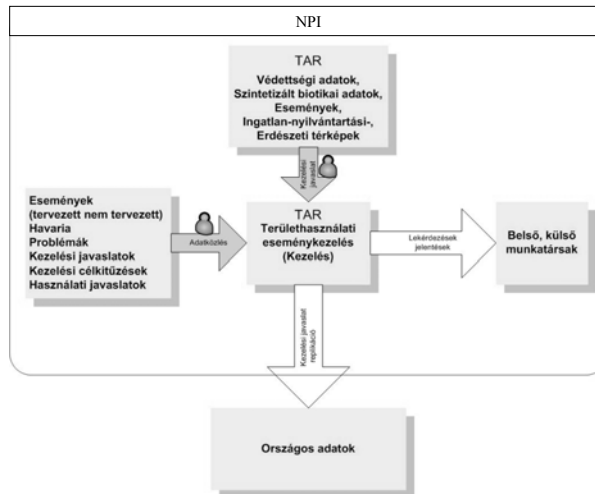 NPI
TAR
Védettségi adatok,
Szintetizált biotikai adatok,
Események,
Ingatlan-nyilvántartási-,
Erdészeti térképek
Kezelési
javaslat
Események
(tervezett nem tervezett)
Havaria
Problémák
Kezelési javaslatok
Kezelési célkitűzések
Használati javaslatok
Adatközlés
TAR
Területhasználati
eseménykezelés
(Kezelés)
Lekérdezések
jelentések
Belső, külső
munkatársak
Kezelési javaslat
replikáció
Országos adatok